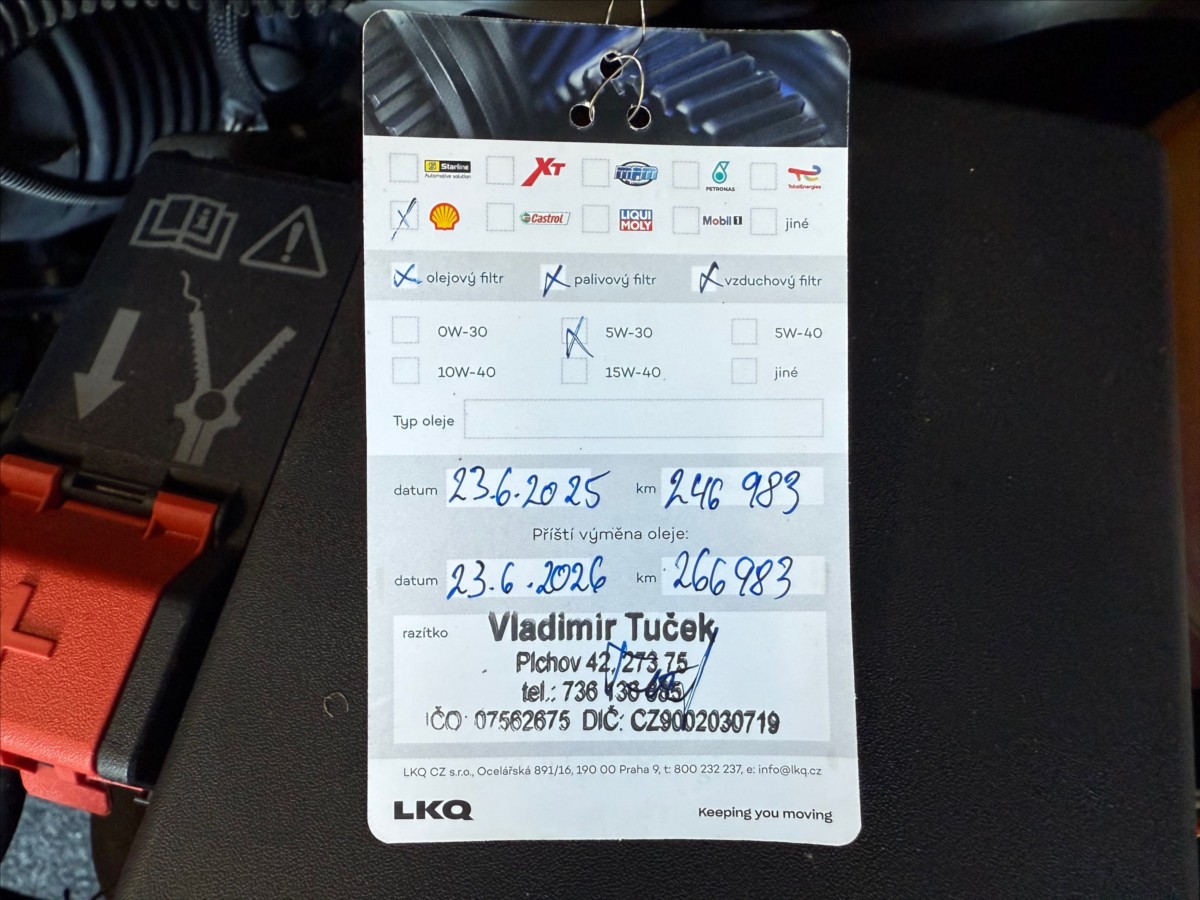 Starline XT MPM PETRONAS TotalEnergies
Automotive solution
Castrol LIQUI MOLY Mobil 1 jiné
olejový filtr palivový filtr vzduchový filtr
0W-30 5W-30 5W-40
10W-40 15W-40 jiné
Typ oleje
datum 23.6.2025 km 246 983
Příští výměna oleje:
datum 23.6.2026 km 266983
razítko Vladimir Tuček
Plchov 42, 273 75
tel.: 736 136
IČO: 07562675 DIČ: CZ9002030719
LKQ CZ s.r.o., Ocelářská 891/16, 190 00 Praha 9, t: 800 232 237, e: info@lkq.cz
LKQ Keeping you moving